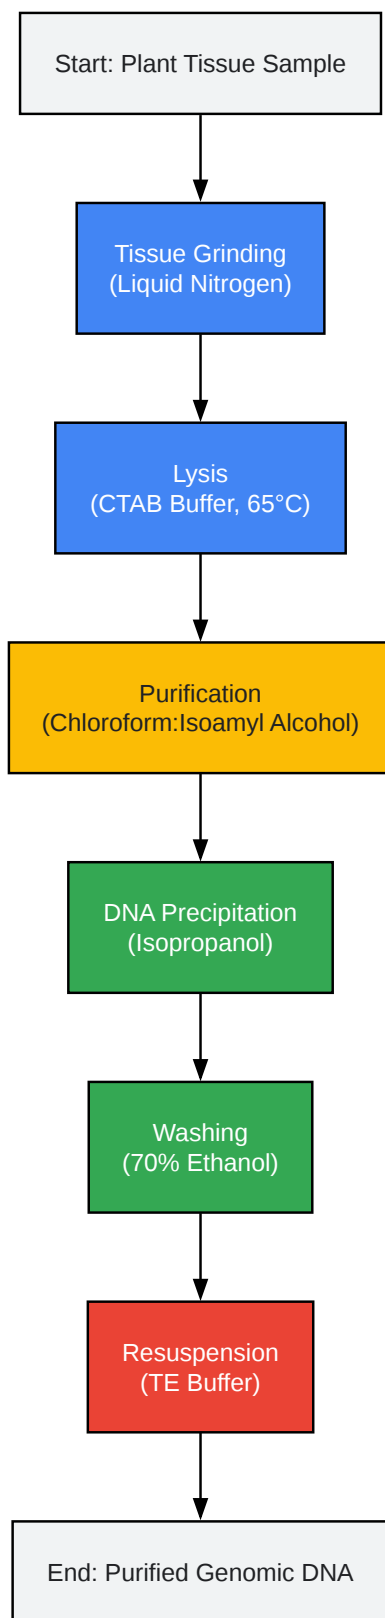 Start: Plant Tissue Sample
Tissue Grinding
(Liquid Nitrogen)
Lysis
(CTAB Buffer, 65°C)
Purification
(Chloroform:Isoamyl Alcohol)
DNA Precipitation
(Isopropanol)
Washing
(70% Ethanol)
Resuspension
(TE Buffer)
End: Purified Genomic DNA